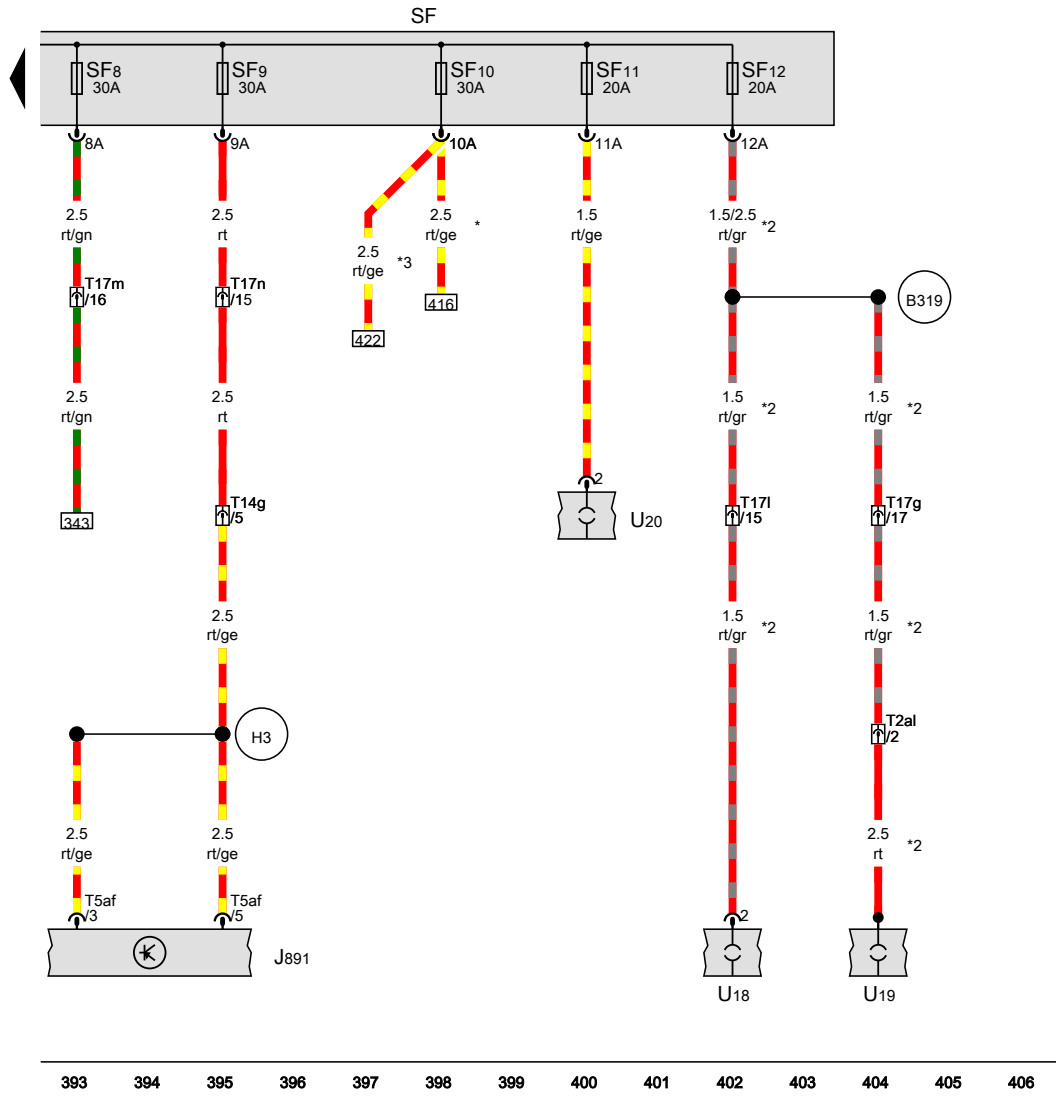 SF
SF8
30A
SF9
30A
SF10
30A
SF11
20A
SF12
20A
8A
9A
10A
11A
12A
2.5
rt/gn
2.5
rt
2.5
rt/ge
*3
2.5
rt/ge
*
1.5
rt/ge
1.5/2.5
rt/gr
*2
T17m
/16
T17n
/15
416
422
B319
2.5
rt/gn
2.5
rt
1.5
rt/gr
*2
1.5
rt/gr
*2
343
T14g
/5
2
U20
T17l
/15
T17g
/17
2.5
rt/ge
1.5
rt/gr
*2
1.5
rt/gr
*2
H3
T2al
/2
2.5
rt/ge
2.5
rt/ge
2.5
rt
*2
T5af
/3
T5af
/5
2
J891
U18
U19
393 394 395 396 397 398 399 400 401 402 403 404 405 406